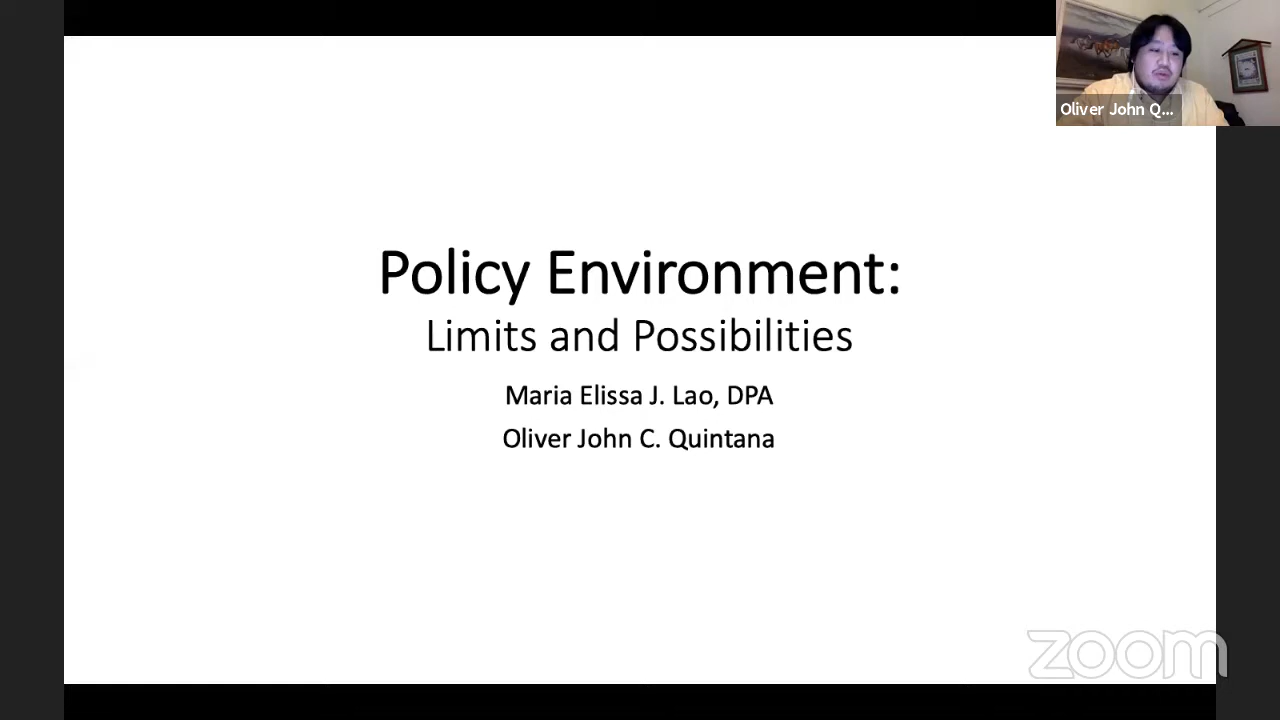 Oliver John Q...
Policy Environment:
Limits and Possibilities
Maria Elissa J. Lao, DPA
Oliver John C. Quintana
zoom